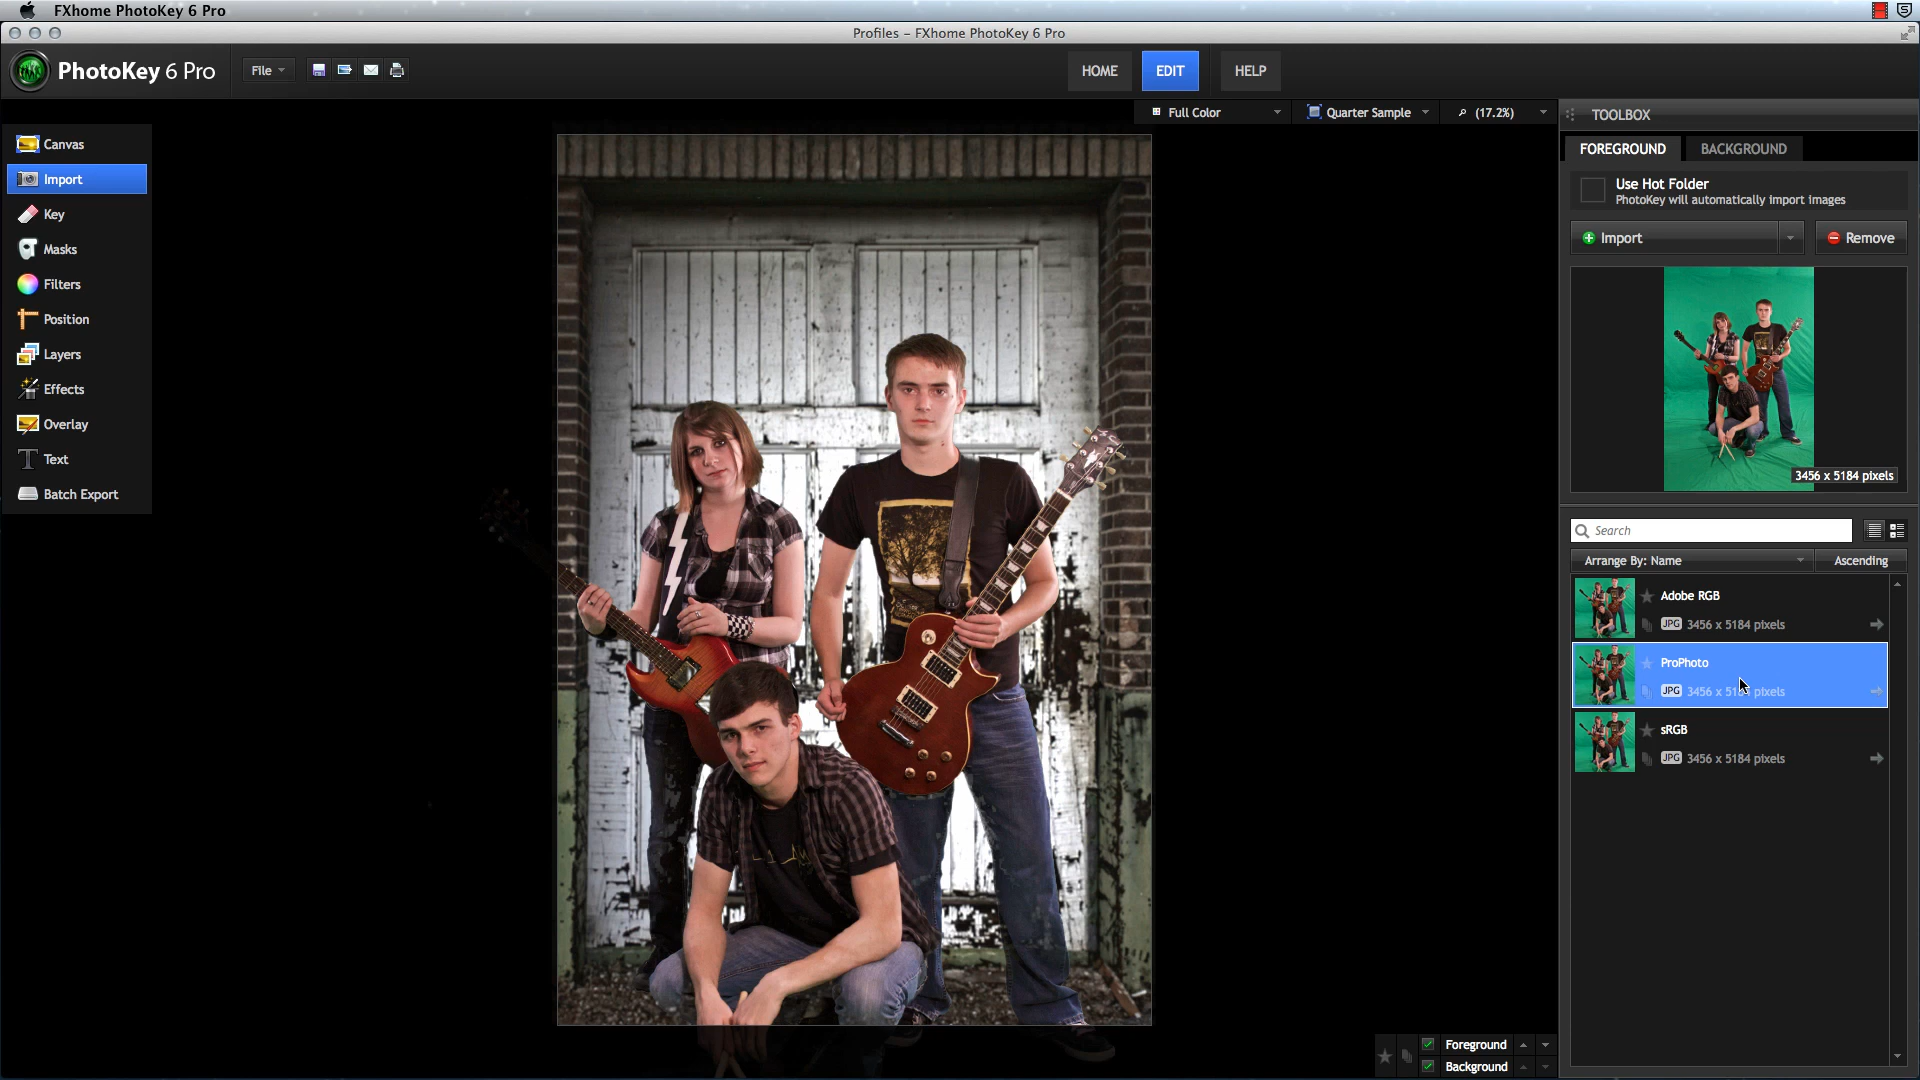 FXhome PhotoKey 6 Pro
Profiles – FXhome PhotoKey 6 Pro
PhotoKey 6 Pro
File
HOME
EDIT
HELP
Full Color
Quarter Sample
(17.2%)
Canvas
Import
Key
Masks
Filters
Position
Layers
Effects
Overlay
Text
Batch Export
TOOLBOX
FOREGROUND
BACKGROUND
Use Hot Folder
PhotoKey will automatically import images
Import
Remove
3456 x 5184 pixels
Search
Arrange By: Name
Ascending
Adobe RGB
JPG 3456 x 5184 pixels
ProPhoto
JPG 3456 x 5184 pixels
sRGB
JPG 3456 x 5184 pixels
Foreground
Background